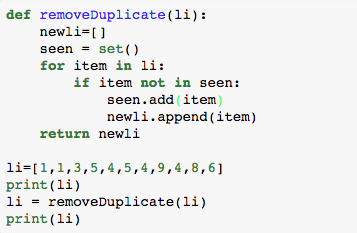 def removeDuplicate(li):
    newli=[]
    seen = set()
    for item in li:
        if item not in seen:
            seen.add(item)
            newli.append(item)
    return newli

li=[1,1,3,5,4,5,4,9,4,8,6]
print(li)
li = removeDuplicate(li)
print(li)